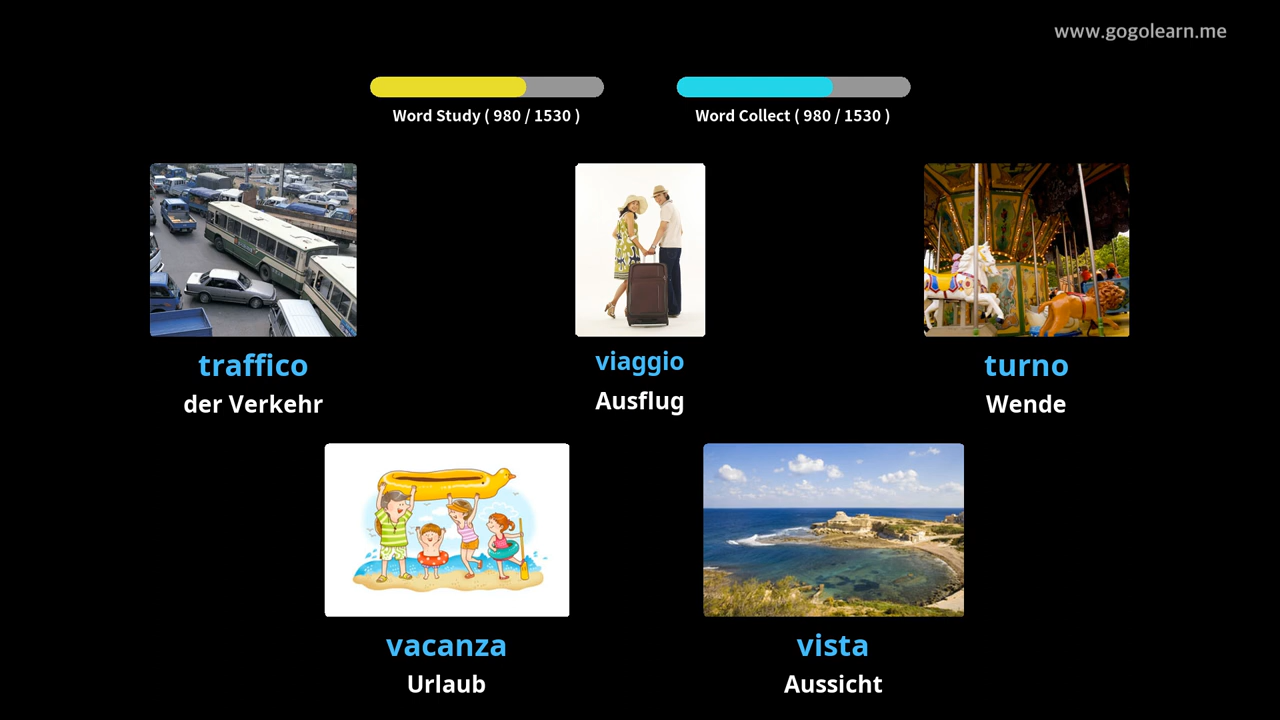 www.gogolearn.me
Word Study ( 980 / 1530 )
Word Collect ( 980 / 1530 )
traffico
der Verkehr
viaggio
Ausflug
turno
Wende
vacanza
Urlaub
vista
Aussicht